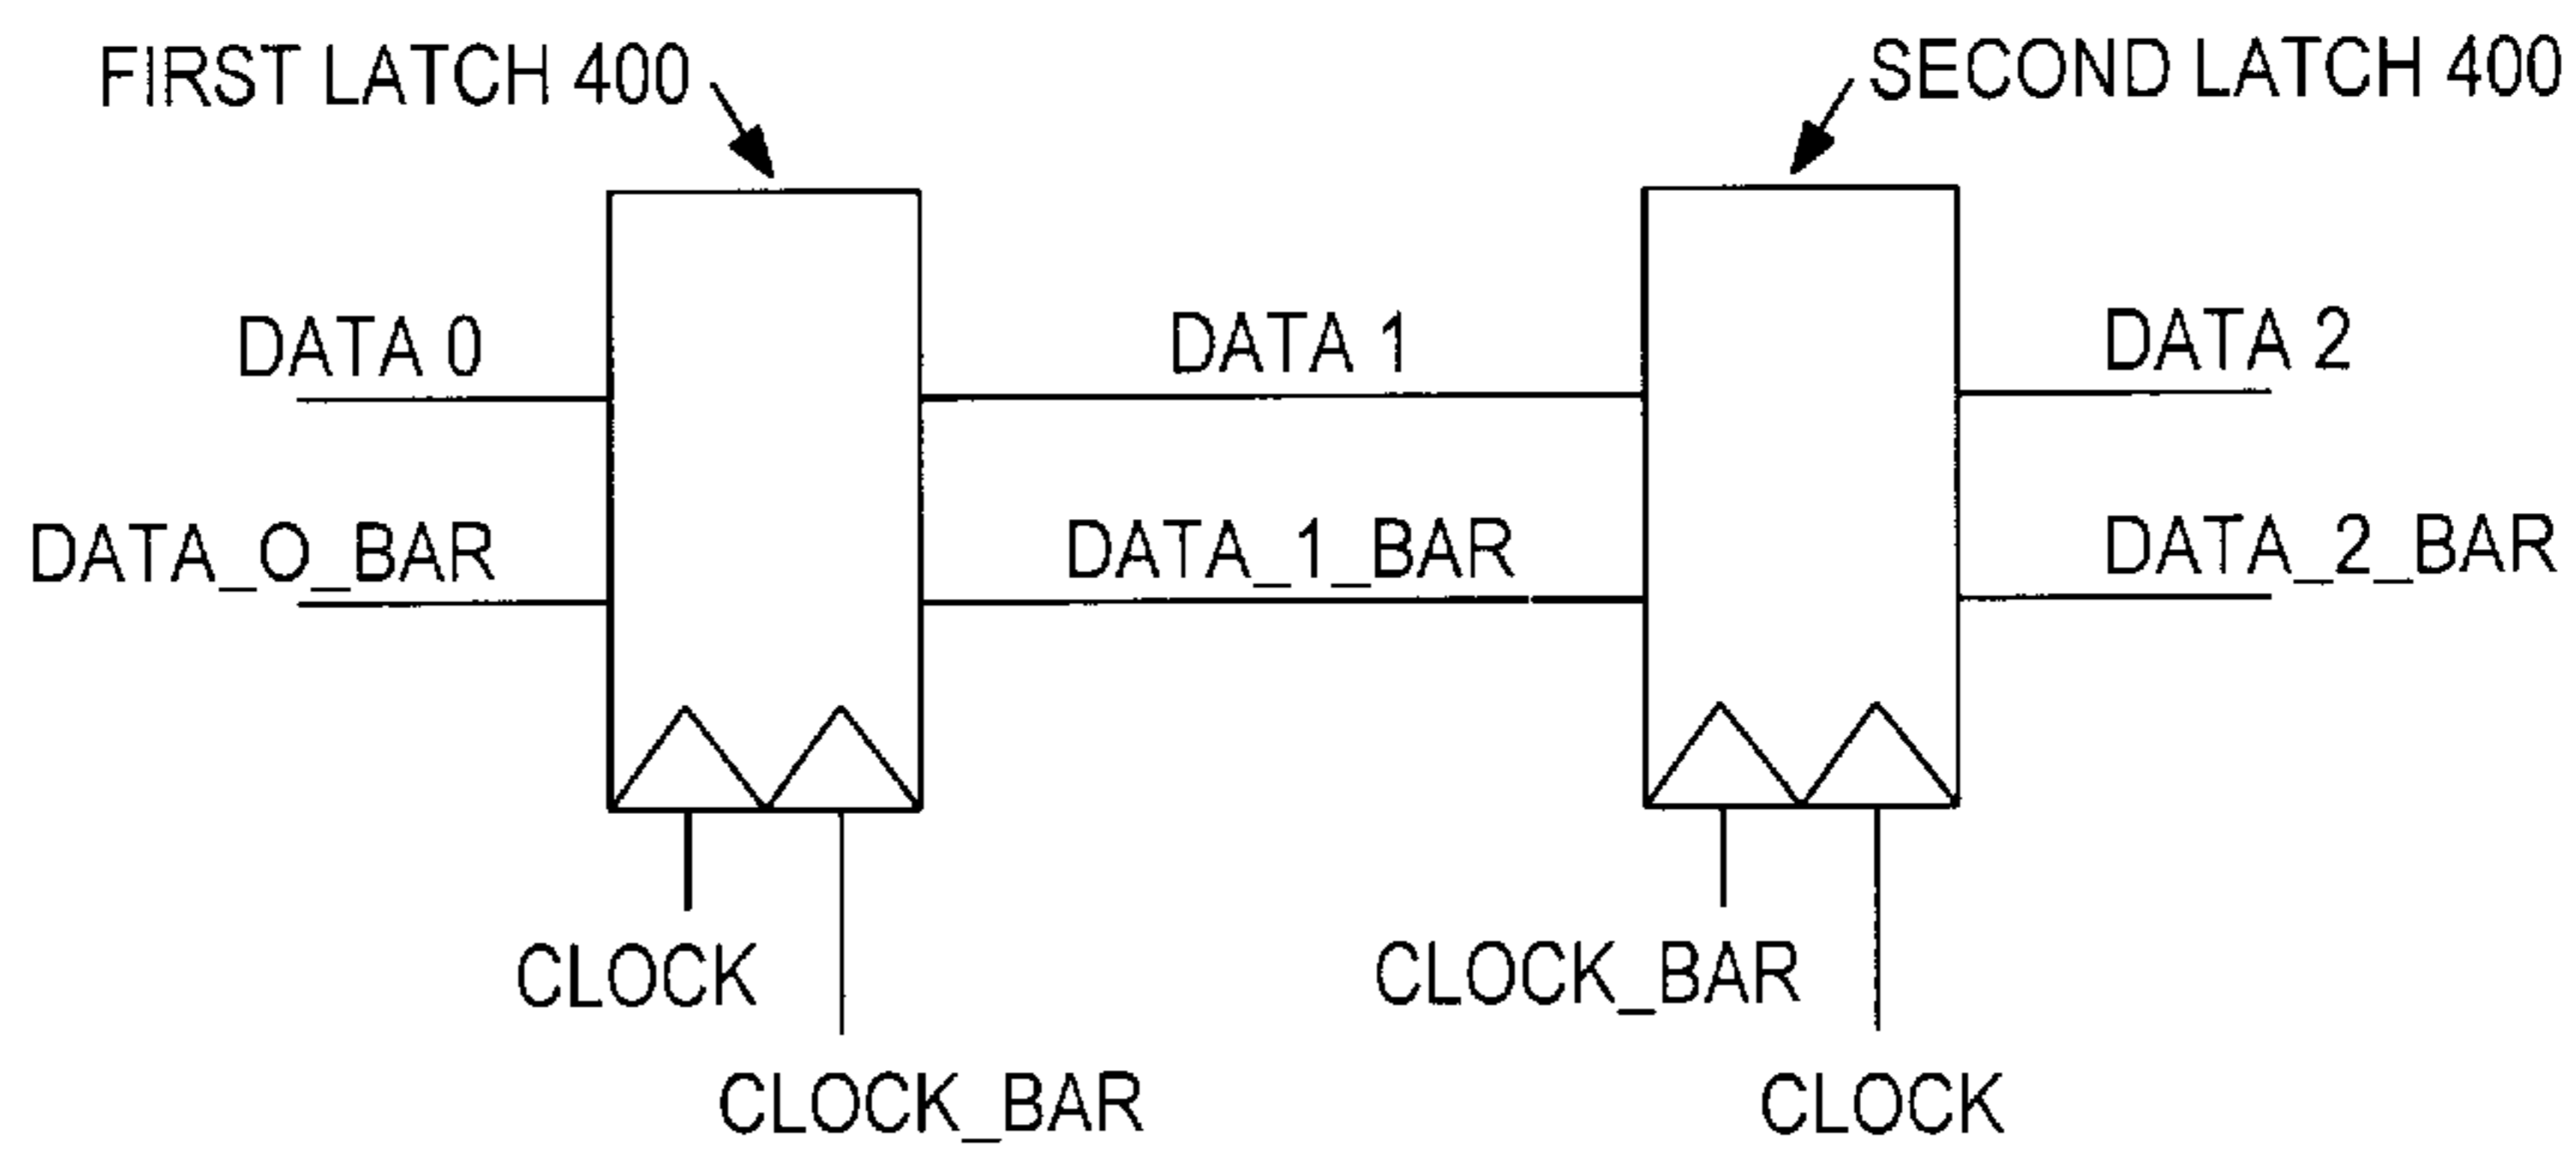 FIRST LATCH 400
SECOND LATCH 400
DATA 0
DATA 1
DATA 2
DATA_O_BAR
DATA_1_BAR
DATA_2_BAR
CLOCK
CLOCK_BAR
CLOCK_BAR
CLOCK